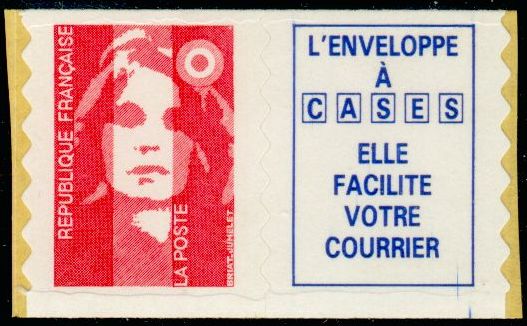 REPUBLIQUE FRANÇAISE
LA POSTE
BRIAT.JUMELET
L'ENVELOPPE
À
CASES
ELLE
FACILITE
VOTRE
COURRIER